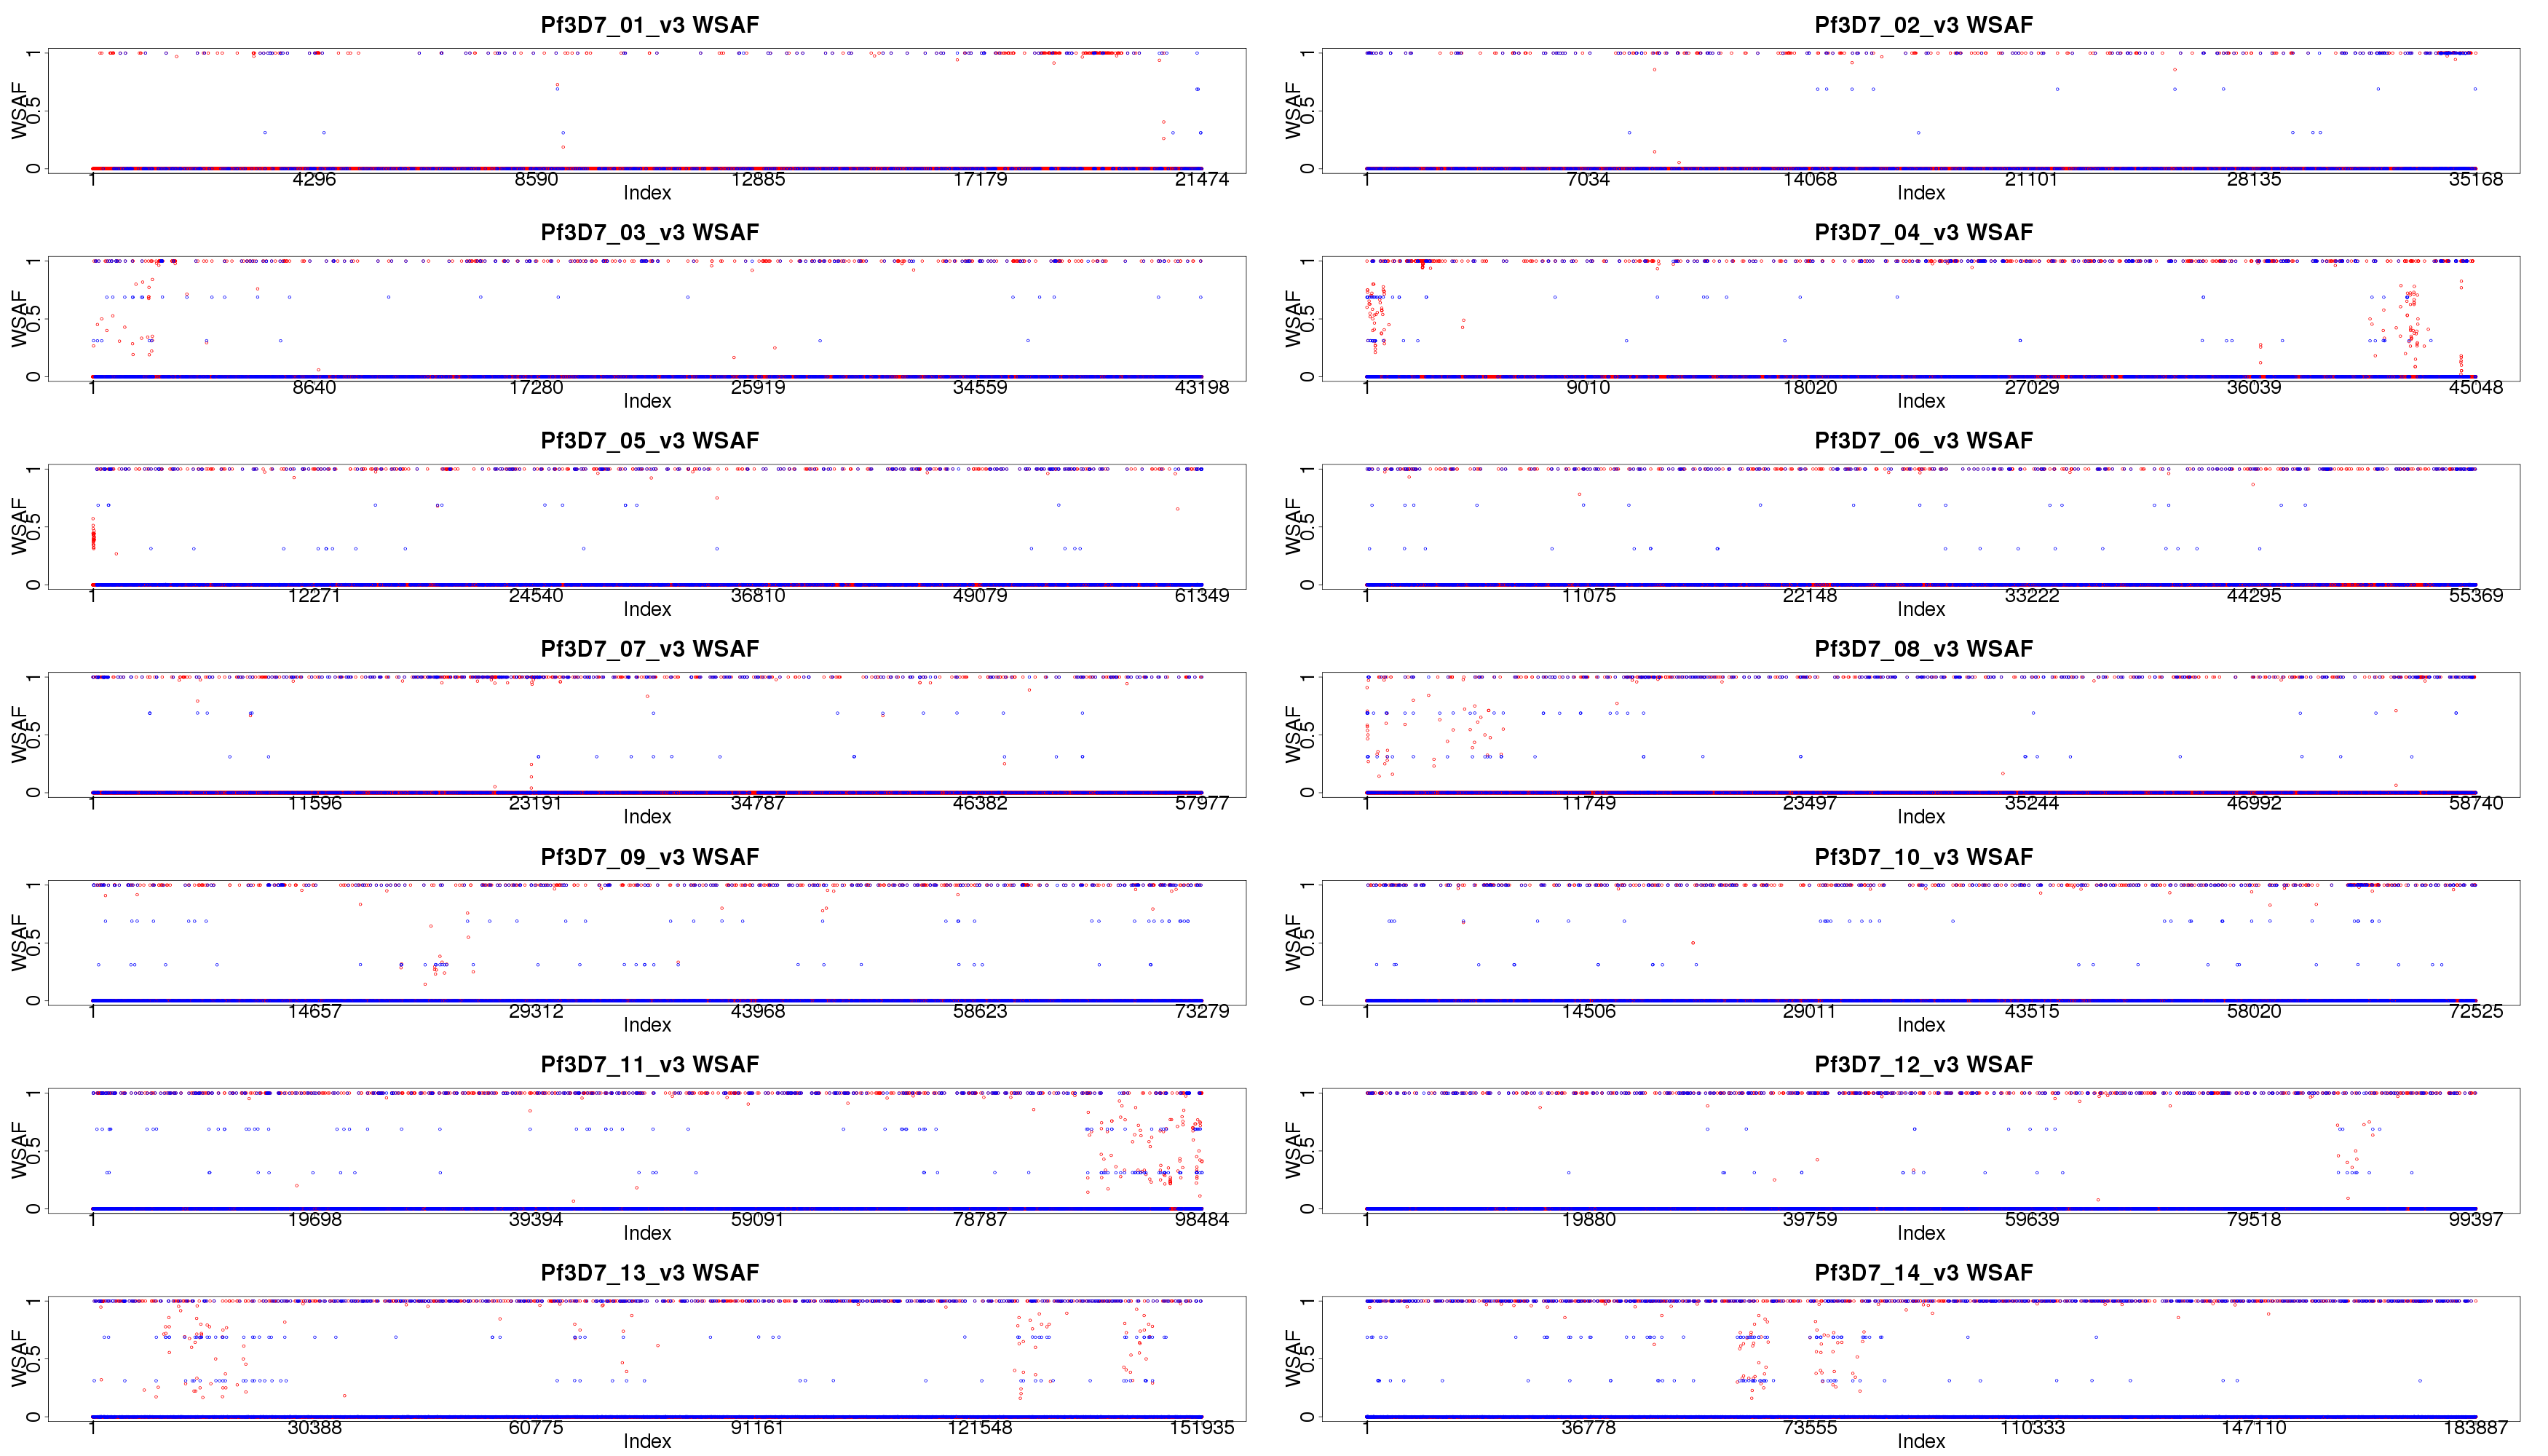 Pf3D7_01_v3 WSAF
WSAF
0 0.5 1
1 4296 8590 12885 17179 21474
Index
Pf3D7_02_v3 WSAF
WSAF
0 0.5 1
1 7034 14068 21101 28135 35168
Index
Pf3D7_03_v3 WSAF
WSAF
0 0.5 1
1 8640 17280 25919 34559 43198
Index
Pf3D7_04_v3 WSAF
WSAF
0 0.5 1
1 9010 18020 27029 36039 45048
Index
Pf3D7_05_v3 WSAF
WSAF
0 0.5 1
1 12271 24540 36810 49079 61349
Index
Pf3D7_06_v3 WSAF
WSAF
0 0.5 1
1 11075 22148 33222 44295 55369
Index
Pf3D7_07_v3 WSAF
WSAF
0 0.5 1
1 11596 23191 34787 46382 57977
Index
Pf3D7_08_v3 WSAF
WSAF
0 0.5 1
1 11749 23497 35244 46992 58740
Index
Pf3D7_09_v3 WSAF
WSAF
0 0.5 1
1 14657 29312 43968 58623 73279
Index
Pf3D7_10_v3 WSAF
WSAF
0 0.5 1
1 14506 29011 43515 58020 72525
Index
Pf3D7_11_v3 WSAF
WSAF
0 0.5 1
1 19698 39394 59091 78787 98484
Index
Pf3D7_12_v3 WSAF
WSAF
0 0.5 1
1 19880 39759 59639 79518 99397
Index
Pf3D7_13_v3 WSAF
WSAF
0 0.5 1
1 30388 60775 91161 121548 151935
Index
Pf3D7_14_v3 WSAF
WSAF
0 0.5 1
1 36778 73555 110333 147110 183887
Index